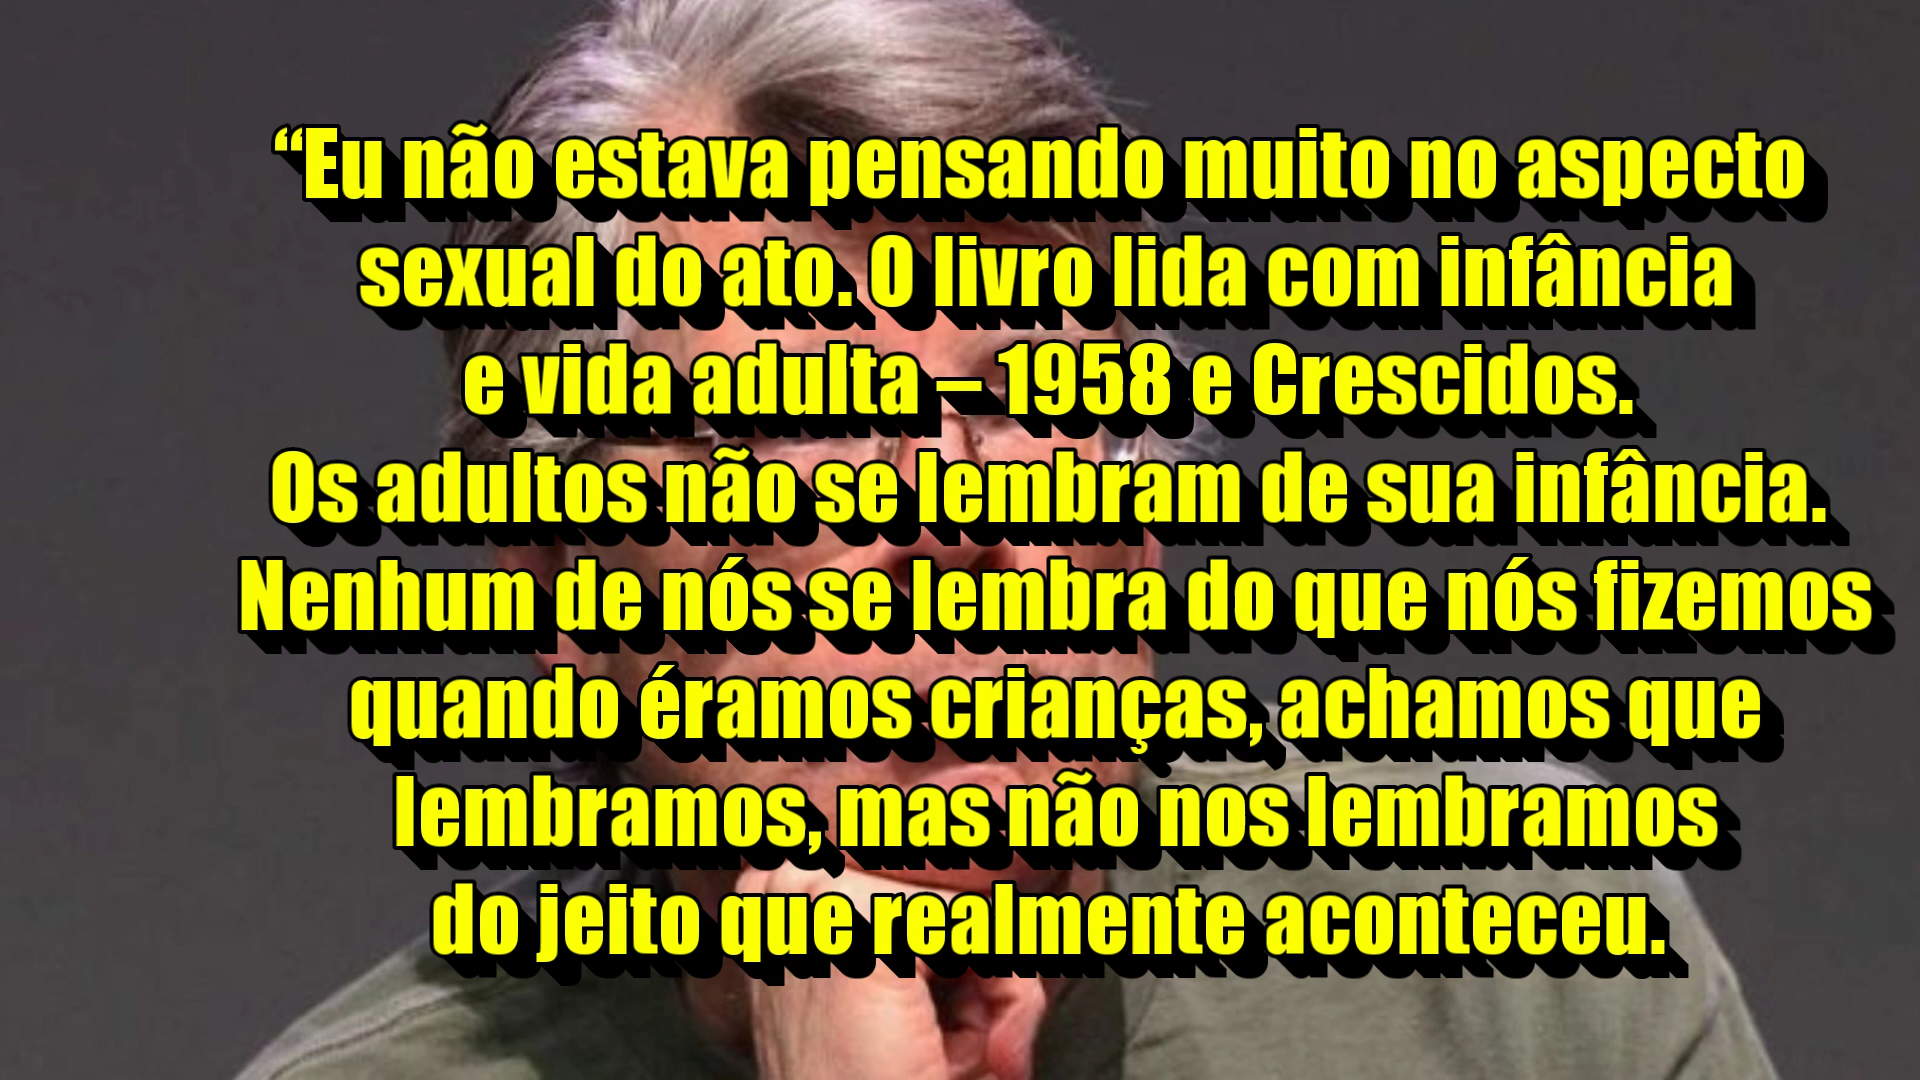 “Eu não estava pensando muito no aspecto
sexual do ato. O livro lida com infância
e vida adulta – 1958 e Crescidos.
Os adultos não se lembram de sua infância.
Nenhum de nós se lembra do que nós fizemos
quando éramos crianças, achamos que
lembramos, mas não nos lembramos
do jeito que realmente aconteceu.